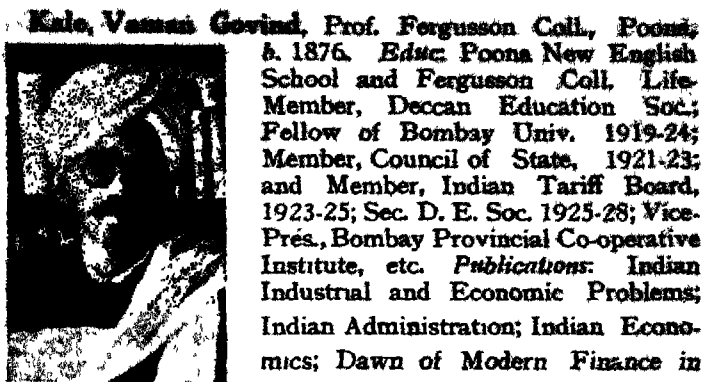 Kale, Vaman Govind, Prof. Fergusson Coll., Poona,
b. 1876. Educ: Poona New English
School and Fergusson Coll. Life-
Member, Deccan Education Soc.;
Fellow of Bombay Univ. 1919-24;
Member, Council of State, 1921-23;
and Member, Indian Tariff Board,
1923-25; Sec. D. E. Soc. 1925-28; Vice-
Pres., Bombay Provincial Co-operative
Institute, etc. Publications: Indian
Industrial and Economic Problems;
Indian Administration; Indian Econo-
mics; Dawn of Modern Finance in